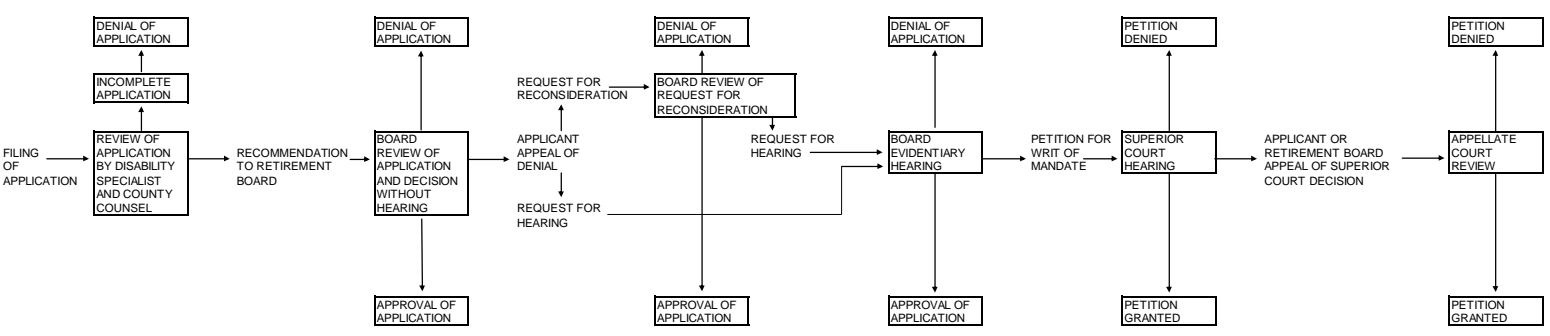 DENIAL OF
APPLICATION
DENIAL OF
APPLICATION
DENIAL OF
APPLICATION
DENIAL OF
APPLICATION
PETITION
DENIED
PETITION
DENIED
INCOMPLETE
APPLICATION
REQUEST FOR
RECONSIDERATION
BOARD REVIEW OF
REQUEST FOR
RECONSIDERATION
FILING
OF
APPLICATION
REVIEW OF
APPLICATION
BY DISABILITY
SPECIALIST
AND COUNTY
COUNSEL
RECOMMENDATION
TO RETIREMENT
BOARD
BOARD
REVIEW OF
APPLICATION
AND DECISION
WITHOUT
HEARING
APPLICANT
APPEAL OF
DENIAL
REQUEST FOR
HEARING
REQUEST FOR
HEARING
BOARD
EVIDENTIARY
HEARING
PETITION FOR
WRIT OF
MANDATE
SUPERIOR
COURT
HEARING
APPLICANT OR
RETIREMENT BOARD
APPEAL OF SUPERIOR
COURT DECISION
APPELLATE
COURT
REVIEW
APPROVAL OF
APPLICATION
APPROVAL OF
APPLICATION
APPROVAL OF
APPLICATION
PETITION
GRANTED
PETITION
GRANTED